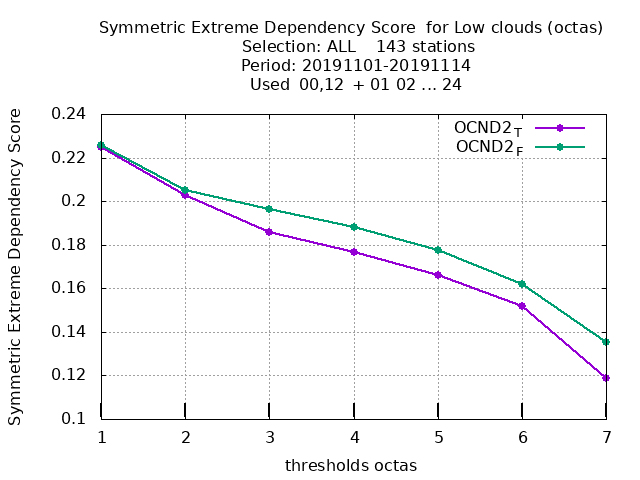 Symmetric Extreme Dependency Score  for Low clouds (octas)
Selection: ALL    143 stations
Period: 20191101-20191114
Used  00,12  + 01 02 ... 24
Symmetric Extreme Dependency Score
0.24
0.22
0.2
0.18
0.16
0.14
0.12
0.1
OCND2T
OCND2F
1 2 3 4 5 6 7
thresholds octas